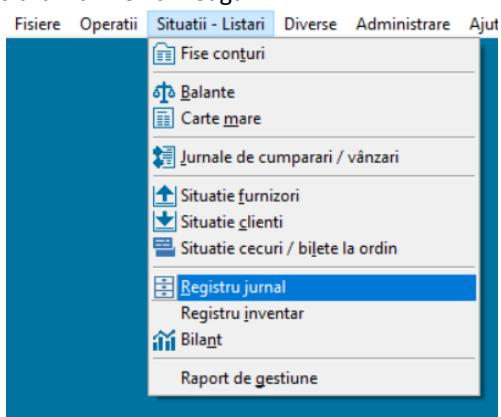 Fisiere Operatii Situatii - Listari Diverse Administrare Ajut
Fise conturi
Balante
Carte mare
Jurnale de cumparari / vânzari
Situatie furnizori
Situatie clienti
Situatie cecuri / bilete la ordin
Registru jurnal
Registru inventar
Bilant
Raport de gestiune